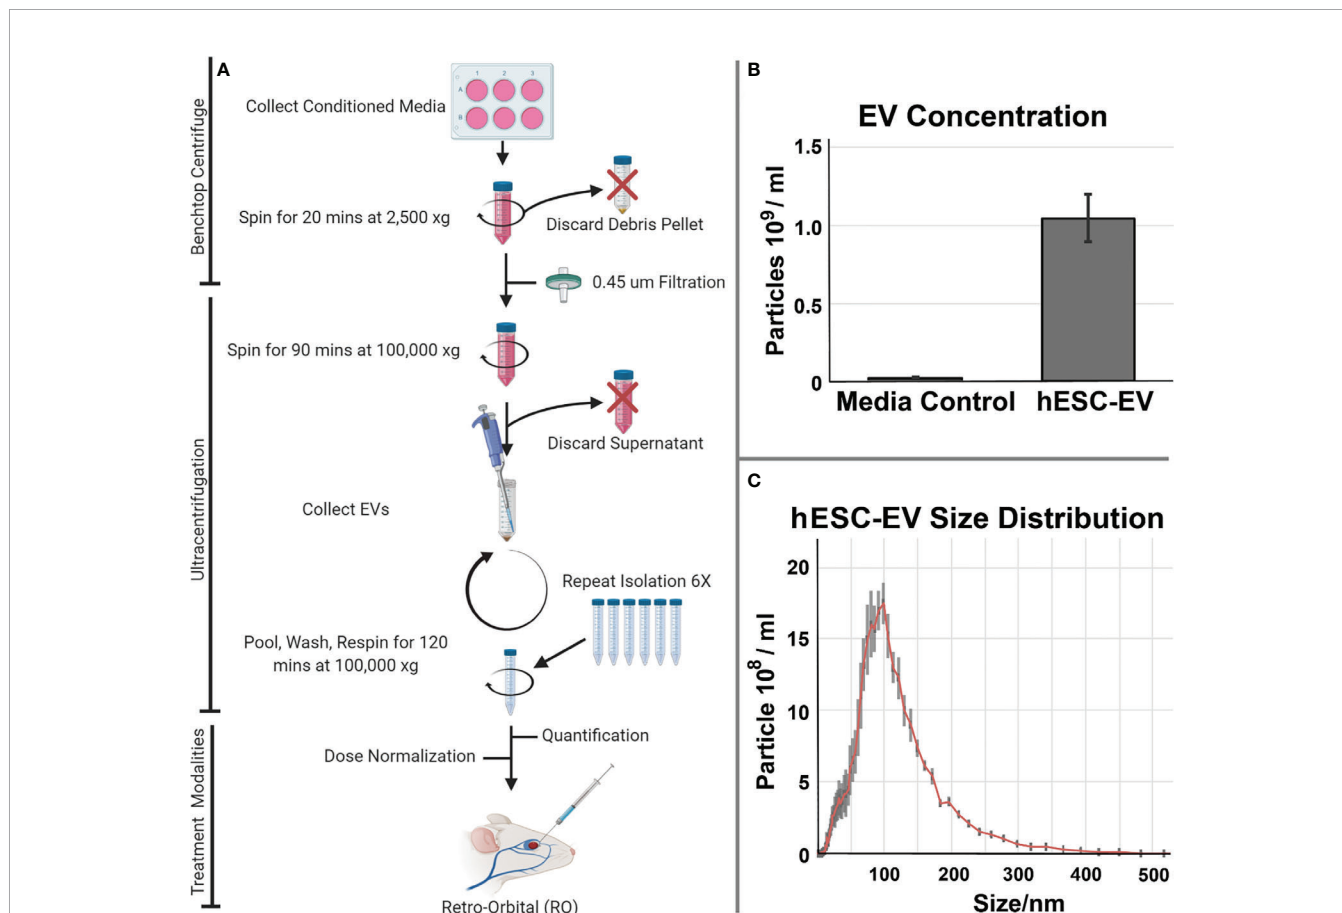 A
Benchtop Centrifuge
Collect Conditioned Media
1 2 3
A
B
Spin for 20 mins at 2,500 xg
Discard Debris Pellet
0.45 um Filtration
Ultracentrifugation
Spin for 90 mins at 100,000 xg
Discard Supernatant
Collect EVs
Repeat Isolation 6X
Pool, Wash, Respin for 120
mins at 100,000 xg
Treatment Modalities
Quantification
Dose Normalization
Retro-Orbital (RO)
B
EV Concentration
Particles 10⁹ / ml
1.5
1.0
0.5
0
Media Control hESC-EV
C
hESC-EV Size Distribution
Particle 10⁸ / ml
20
15
10
5
0
100 200 300 400 500
Size/nm